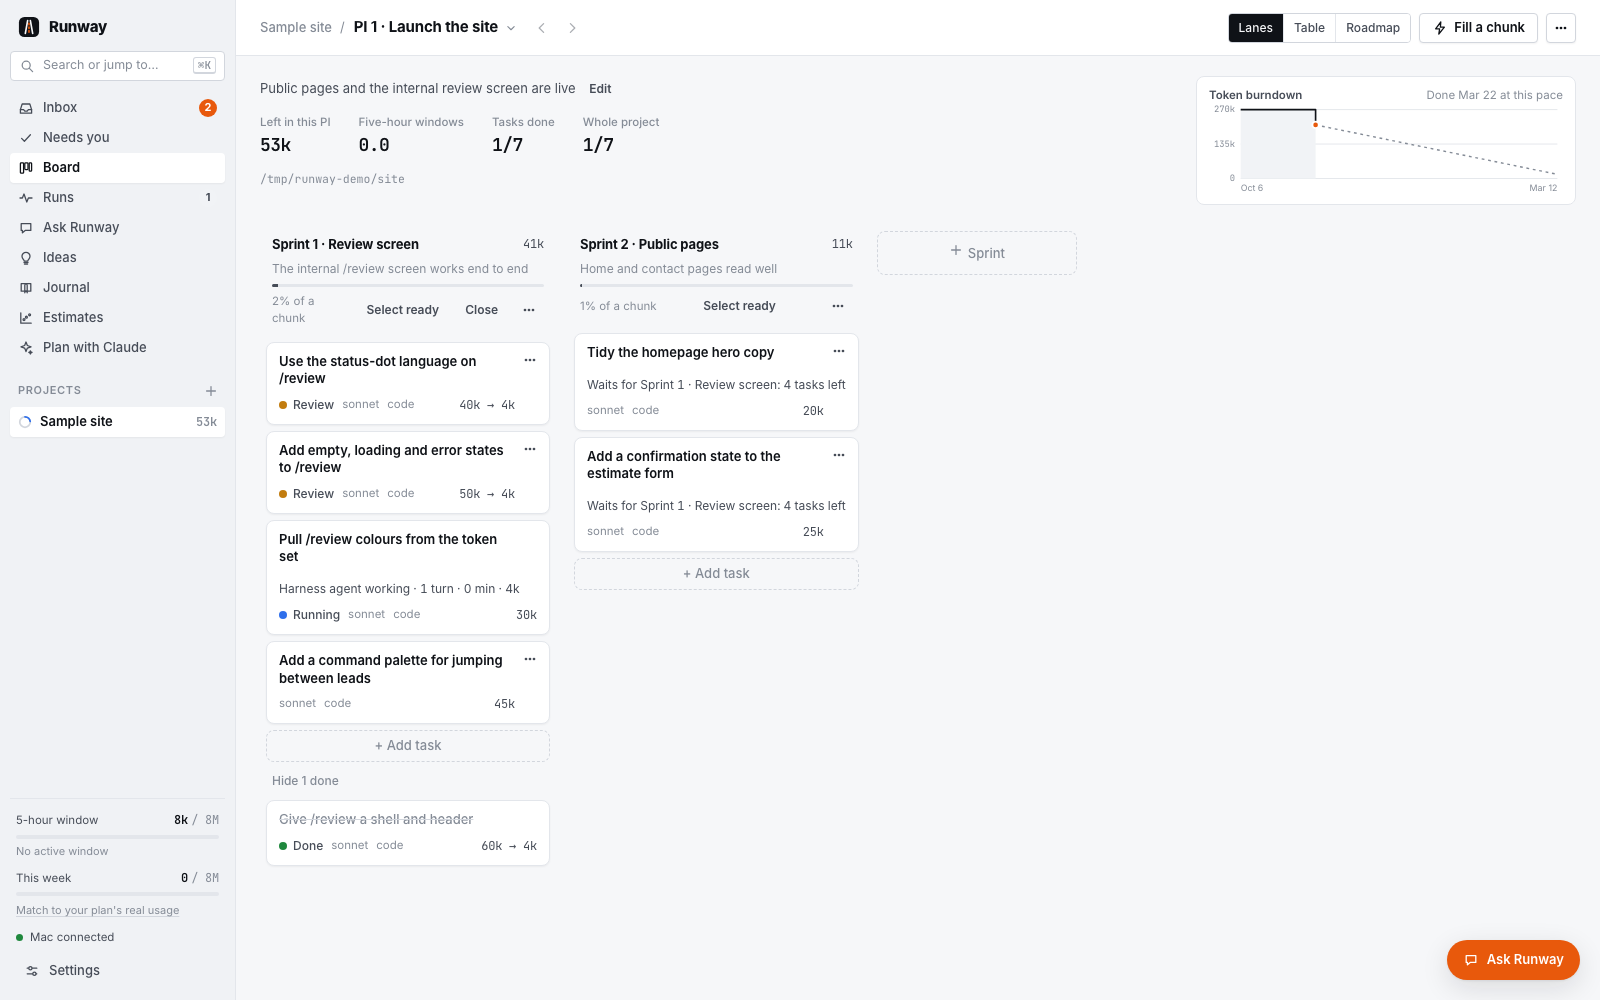 Runway
Search or jump to...
⌘K
Inbox
2
Needs you
Board
Runs
1
Ask Runway
Ideas
Journal
Estimates
Plan with Claude
PROJECTS
Sample site
53k
5-hour window
8k / 8M
No active window
This week
0 / 8M
Match to your plan's real usage
Mac connected
Settings
Sample site / PI 1 · Launch the site
Lanes
Table
Roadmap
Fill a chunk
Public pages and the internal review screen are live
Edit
Left in this PI
53k
Five-hour windows
0.0
Tasks done
1/7
Whole project
1/7
/tmp/runway-demo/site
Token burndown
Done Mar 22 at this pace
270k
135k
0
Oct 6
Mar 12
Sprint 1 · Review screen
41k
The internal /review screen works end to end
2% of a
chunk
Select ready
Close
Use the status-dot language on
/review
Review sonnet code 40k → 4k
Add empty, loading and error states
to /review
Review sonnet code 50k → 4k
Pull /review colours from the token
set
Harness agent working · 1 turn · 0 min · 4k
Running sonnet code 30k
Add a command palette for jumping
between leads
sonnet code 45k
+ Add task
Hide 1 done
Give /review a shell and header
Done sonnet code 60k → 4k
Sprint 2 · Public pages
11k
Home and contact pages read well
1% of a chunk
Select ready
Tidy the homepage hero copy
Waits for Sprint 1 · Review screen: 4 tasks left
sonnet code 20k
Add a confirmation state to the
estimate form
Waits for Sprint 1 · Review screen: 4 tasks left
sonnet code 25k
+ Add task
+ Sprint
Ask Runway